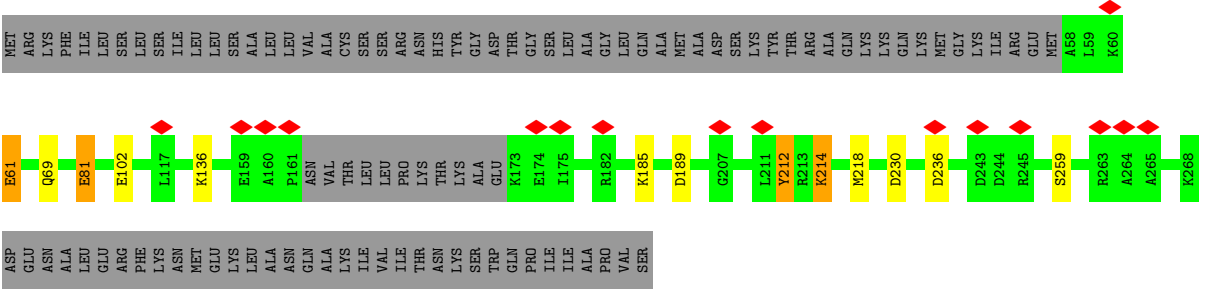 MET ARG LYS PHE ILE LEU SER LEU SER ILE LEU LEU SER ALA LEU LEU VAL ALA CYS SER SER ARG ASN HIS TYR GLY ASP THR GLY SER LEU ALA GLY LEU GLN ALA MET ALA ASP SER LYS TYR THR ARG ALA GLN LYS LYS GLN LYS MET GLY LYS ILE ARG GLU MET A58 L59 K60
E61 Q69 E81 E102 L117 K136 E159 A160 P161 ASN VAL THR LEU LEU PRO LYS THR LYS ALA GLU K173 E174 I175 R182 K185 D189 G207 L211 Y212 R213 K214 M218 D230 D236 D243 D244 R245 S259 R263 A264 A265 K268
ASP GLU ASN ALA LEU GLU ARG PHE LYS ASN MET GLU LYS LEU ALA ASN GLN ALA LYS ILE VAL ILE THR ASN LYS SER TRP GLN PRO ILE ILE ALA PRO VAL SER